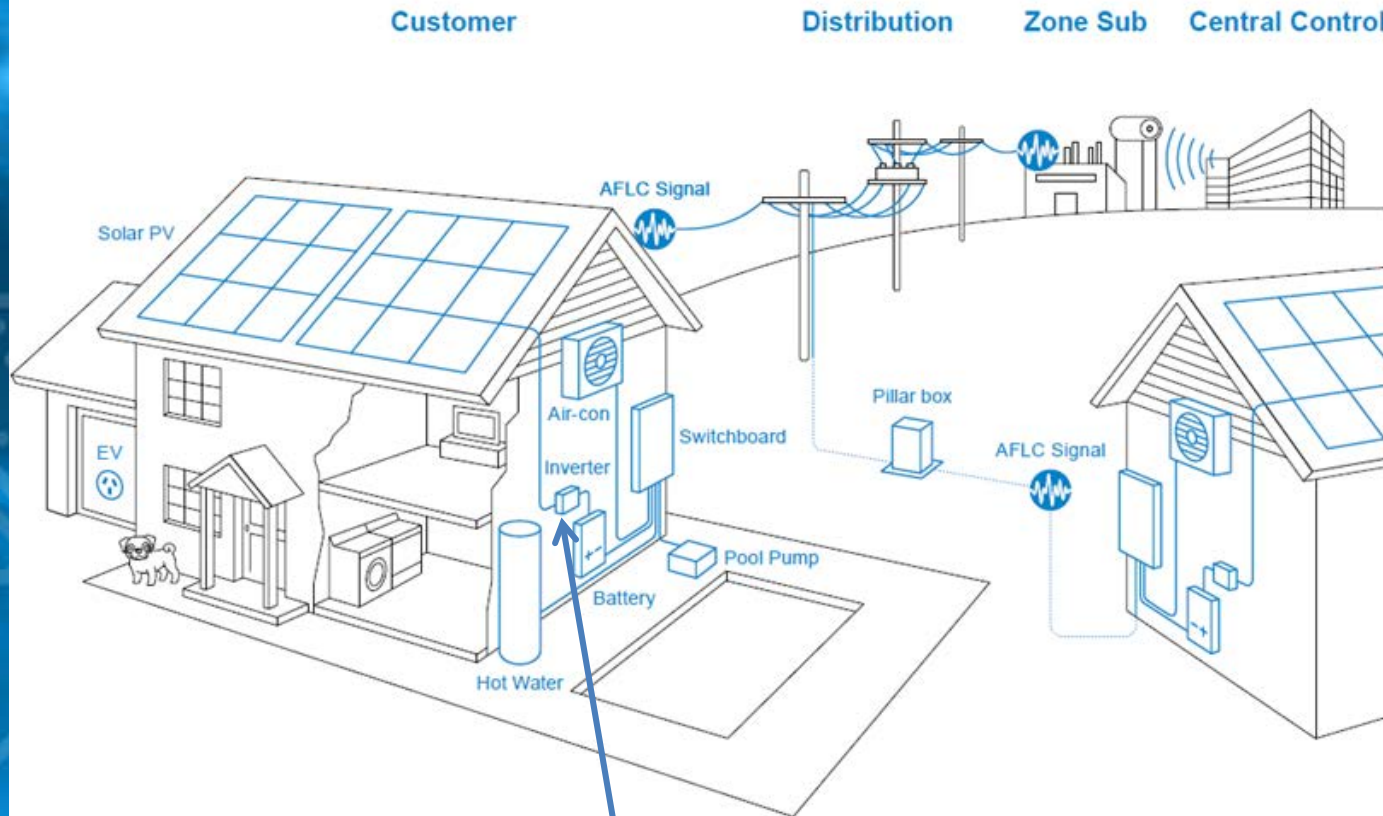 Customer
Distribution
Zone Sub
Central Control
AFLC Signal
Solar PV
Air-con
Pillar box
Switchboard
EV
AFLC Signal
Inverter
+-
Pool Pump
Battery
-+
Hot Water